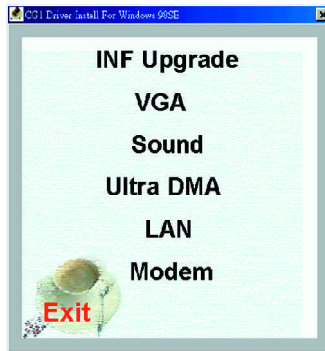 CG1 Driver Install For Windows 98SE
INF Upgrade
VGA
Sound
Ultra DMA
LAN
Modem
Exit